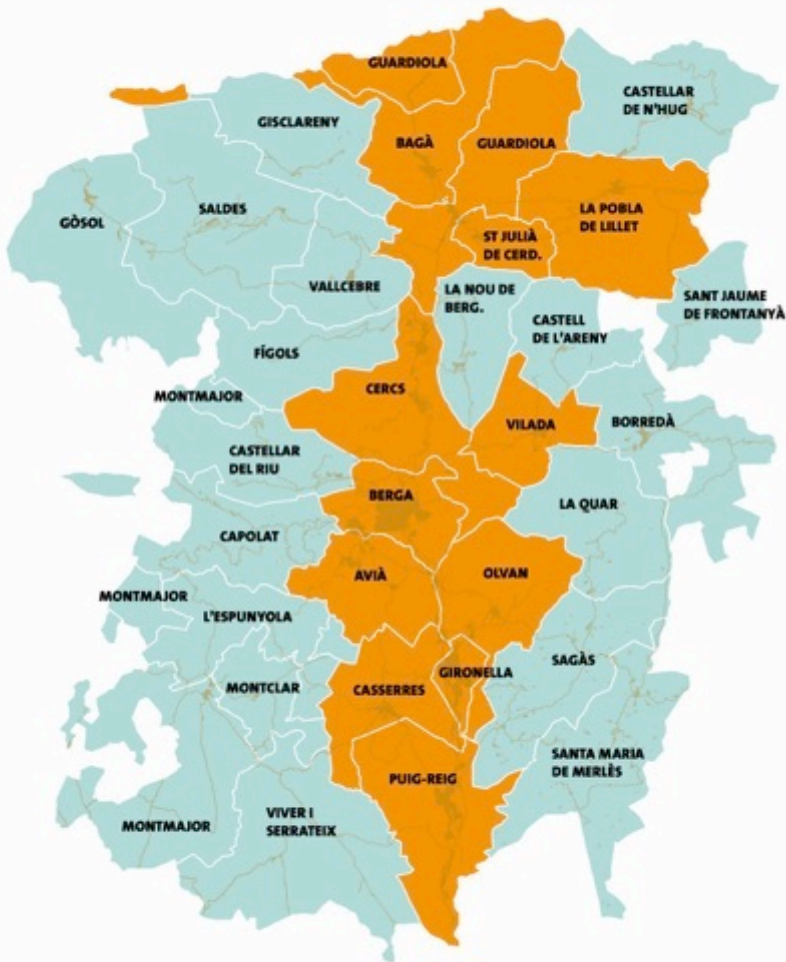 GUARDIOLA
CASTELLAR
DE N'HUG
GISCLARENY
BAGÀ
GUARDIOLA
GÒSOL
SALDES
LA POBLA
DE LILLET
ST JULIÀ
DE CERD.
VALLCEBRE
LA NOU DE
BERG.
SANT JAUME
DE FRONTANYÀ
CASTELL
DE L'ARENY
FÍGOLS
MONTMAJOR
CERCS
VILADA
BORREDÀ
CASTELLAR
DEL RIU
BERGA
LA QUAR
CAPOLAT
AVIÀ
OLVAN
MONTMAJOR
L'ESPUNYOLA
SAGÀS
GIRONELLA
MONTCLAR
CASSERRES
SANTA MARIA
DE MERLÈS
PUIG-REIG
MONTMAJOR
VIVER I
SERRATEIX